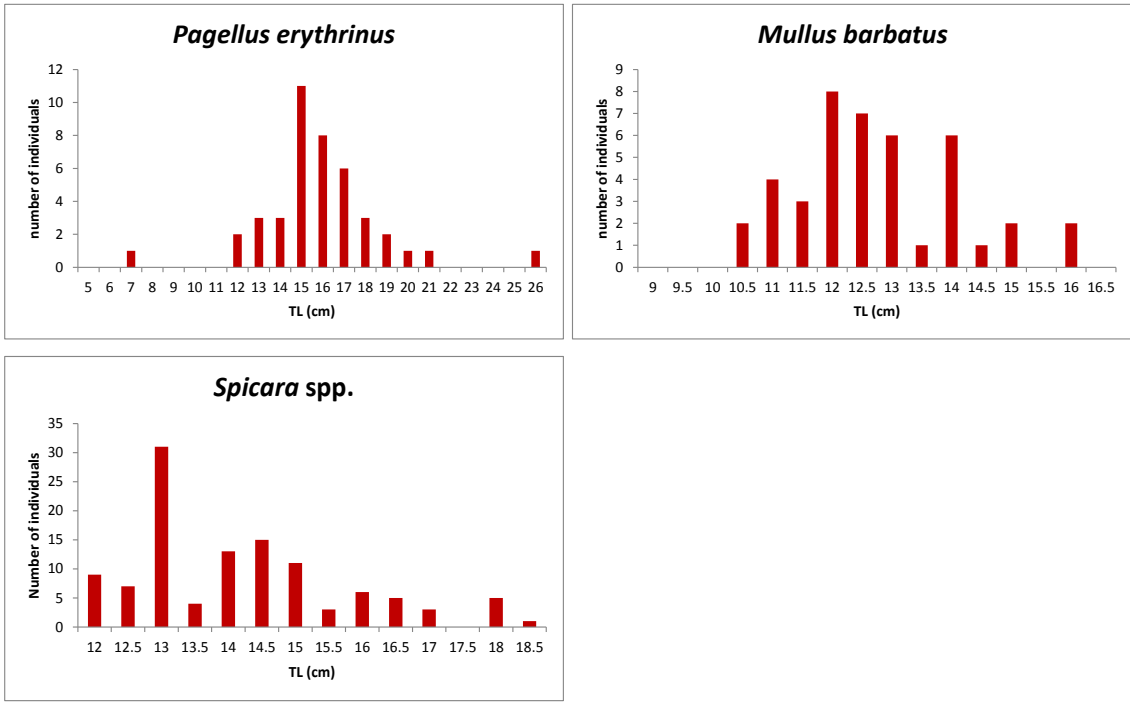 Pagellus erythrinus
12
10
8
6
4
2
0
number of individuals
5 6 7 8 9 10 11 12 13 14 15 16 17 18 19 20 21 22 23 24 25 26
TL (cm)
Mullus barbatus
9
8
7
6
5
4
3
2
1
0
number of individuals
9 9.5 10 10.5 11 11.5 12 12.5 13 13.5 14 14.5 15 15.5 16 16.5
TL (cm)
Spicara spp.
35
30
25
20
15
10
5
0
Number of individuals
12 12.5 13 13.5 14 14.5 15 15.5 16 16.5 17 17.5 18 18.5
TL (cm)